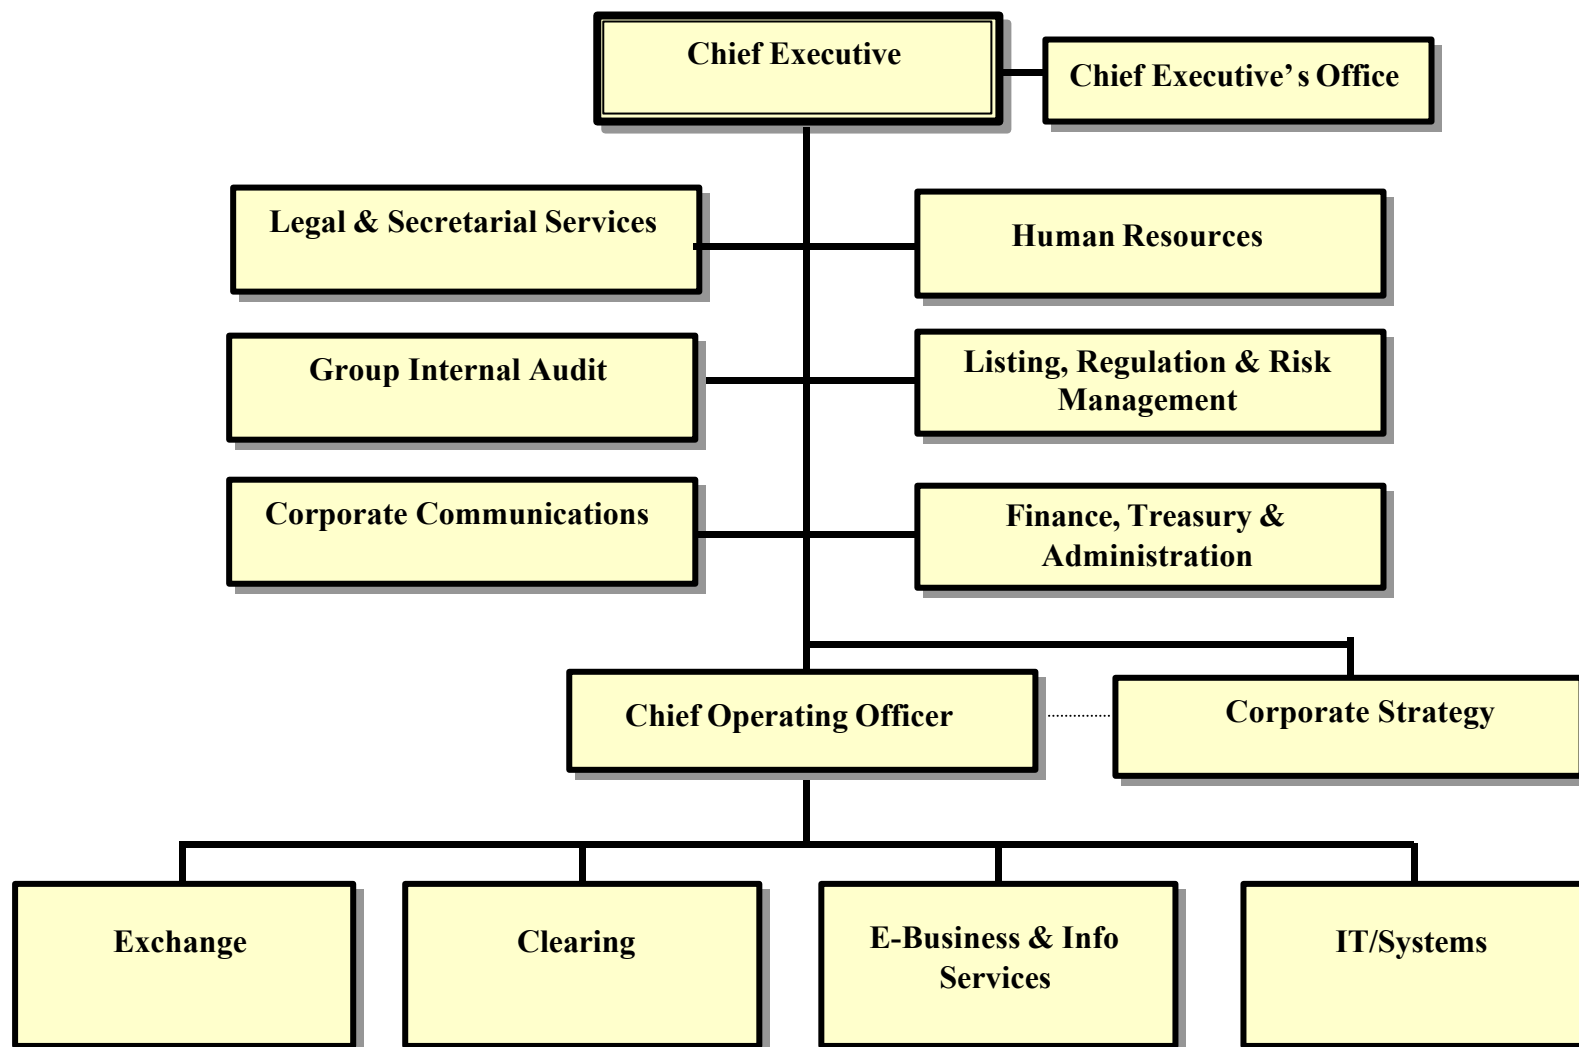 Chief Executive
Chief Executive’s Office
Legal & Secretarial Services
Human Resources
Group Internal Audit
Listing, Regulation & Risk
Management
Corporate Communications
Finance, Treasury &
Administration
Chief Operating Officer
Corporate Strategy
Exchange
Clearing
E-Business & Info
Services
IT/Systems